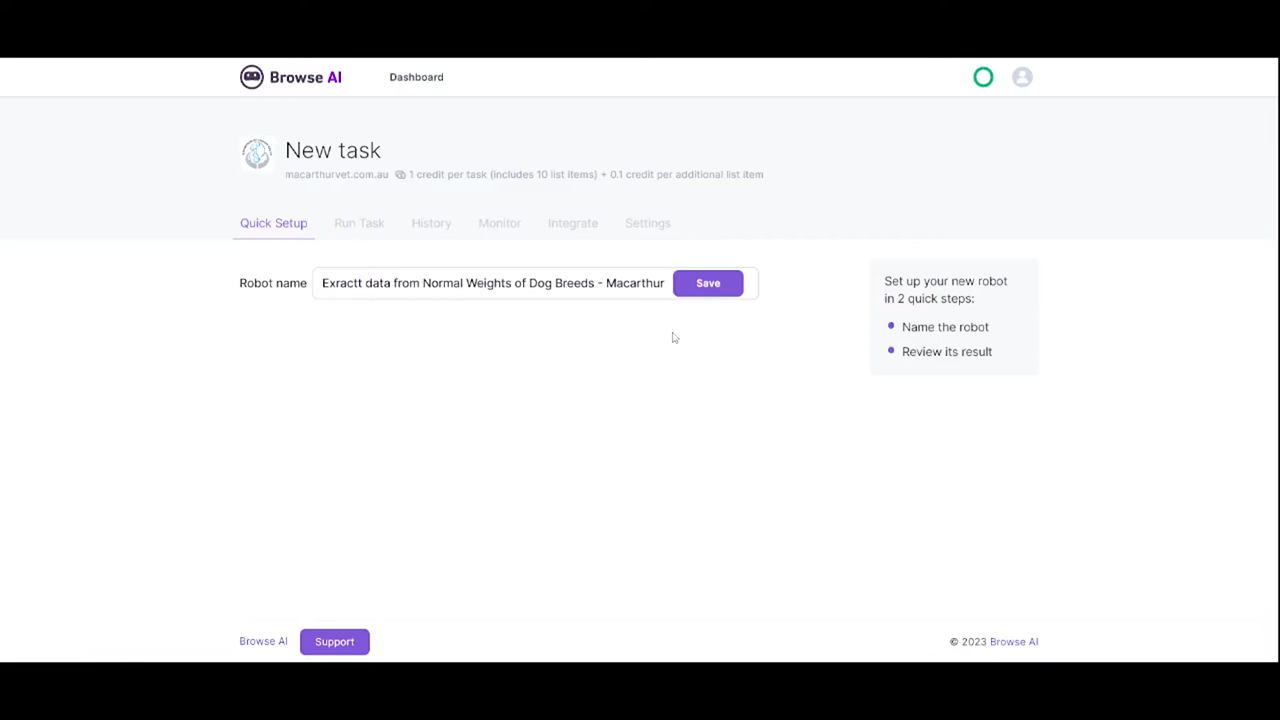 Browse AI Dashboard
New task
macarthurvet.com.au 1 credit per task (includes 10 list items) + 0.1 credit per additional list item
Quick Setup Run Task History Monitor Integrate Settings
Robot name Exractt data from Normal Weights of Dog Breeds - Macarthur Save
Set up your new robot
in 2 quick steps:
Name the robot
Review its result
Browse AI Support © 2023 Browse AI